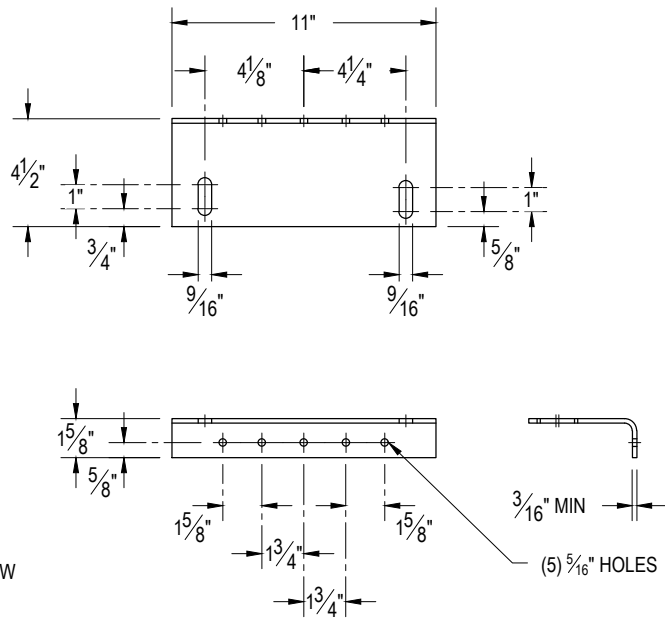 11"
4 1/8" 4 1/4"
4 1/2"
1" 1"
3/4" 5/8"
9/16" 9/16"
1 5/8"
5/8"
1 5/8" 1 5/8" 3/16" MIN
1 3/4" (5) 5/16" HOLES
W
1 3/4"